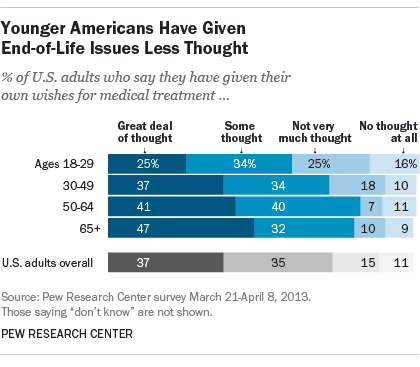 Younger Americans Have Given
End-of-Life Issues Less Thought
% of U.S. adults who say they have given their
own wishes for medical treatment ...
Great deal of thought Some thought Not very much thought No thought at all
Ages 18-29 25% 34% 25% 16%
30-49 37 34 18 10
50-64 41 40 7 11
65+ 47 32 10 9
U.S. adults overall 37 35 15 11
Source: Pew Research Center survey March 21-April 8, 2013.
Those saying "don't know" are not shown.
PEW RESEARCH CENTER